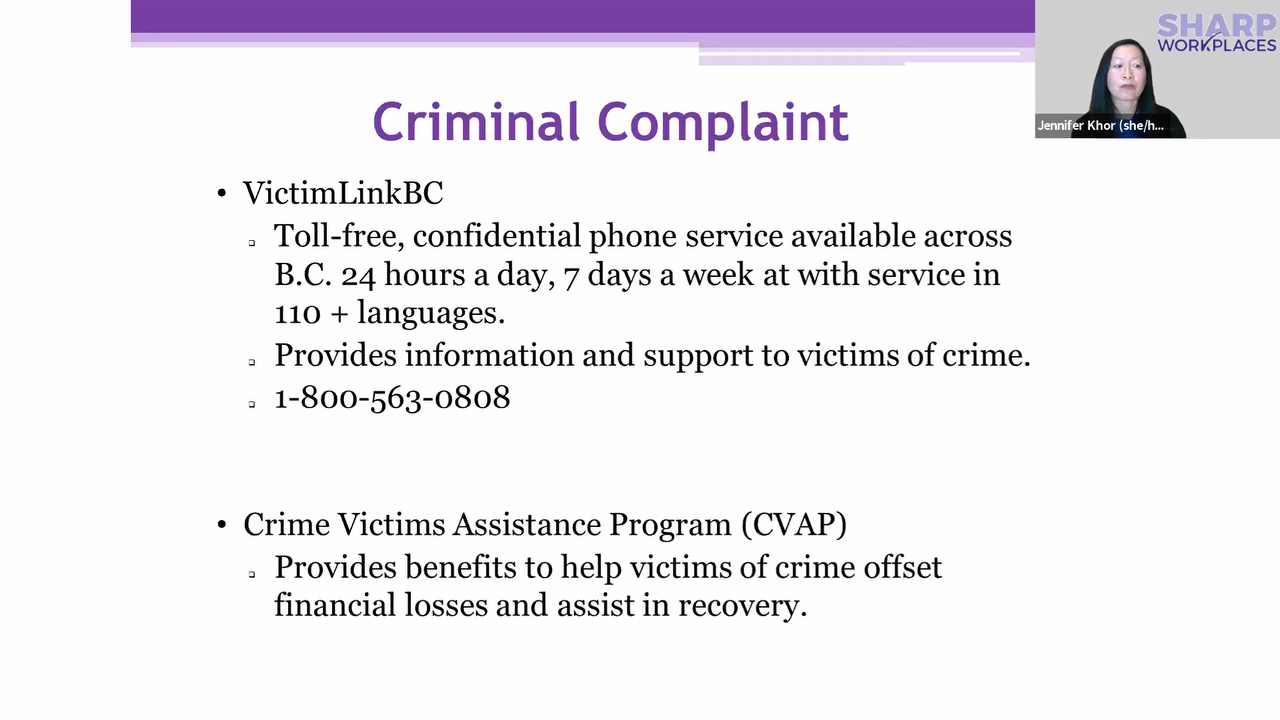 SHARP
WORKPLACES
Jennifer Khor (she/h...
Criminal Complaint
• VictimLinkBC
Toll-free, confidential phone service available across
B.C. 24 hours a day, 7 days a week at with service in
110 + languages.
Provides information and support to victims of crime.
1-800-563-0808
• Crime Victims Assistance Program (CVAP)
Provides benefits to help victims of crime offset
financial losses and assist in recovery.